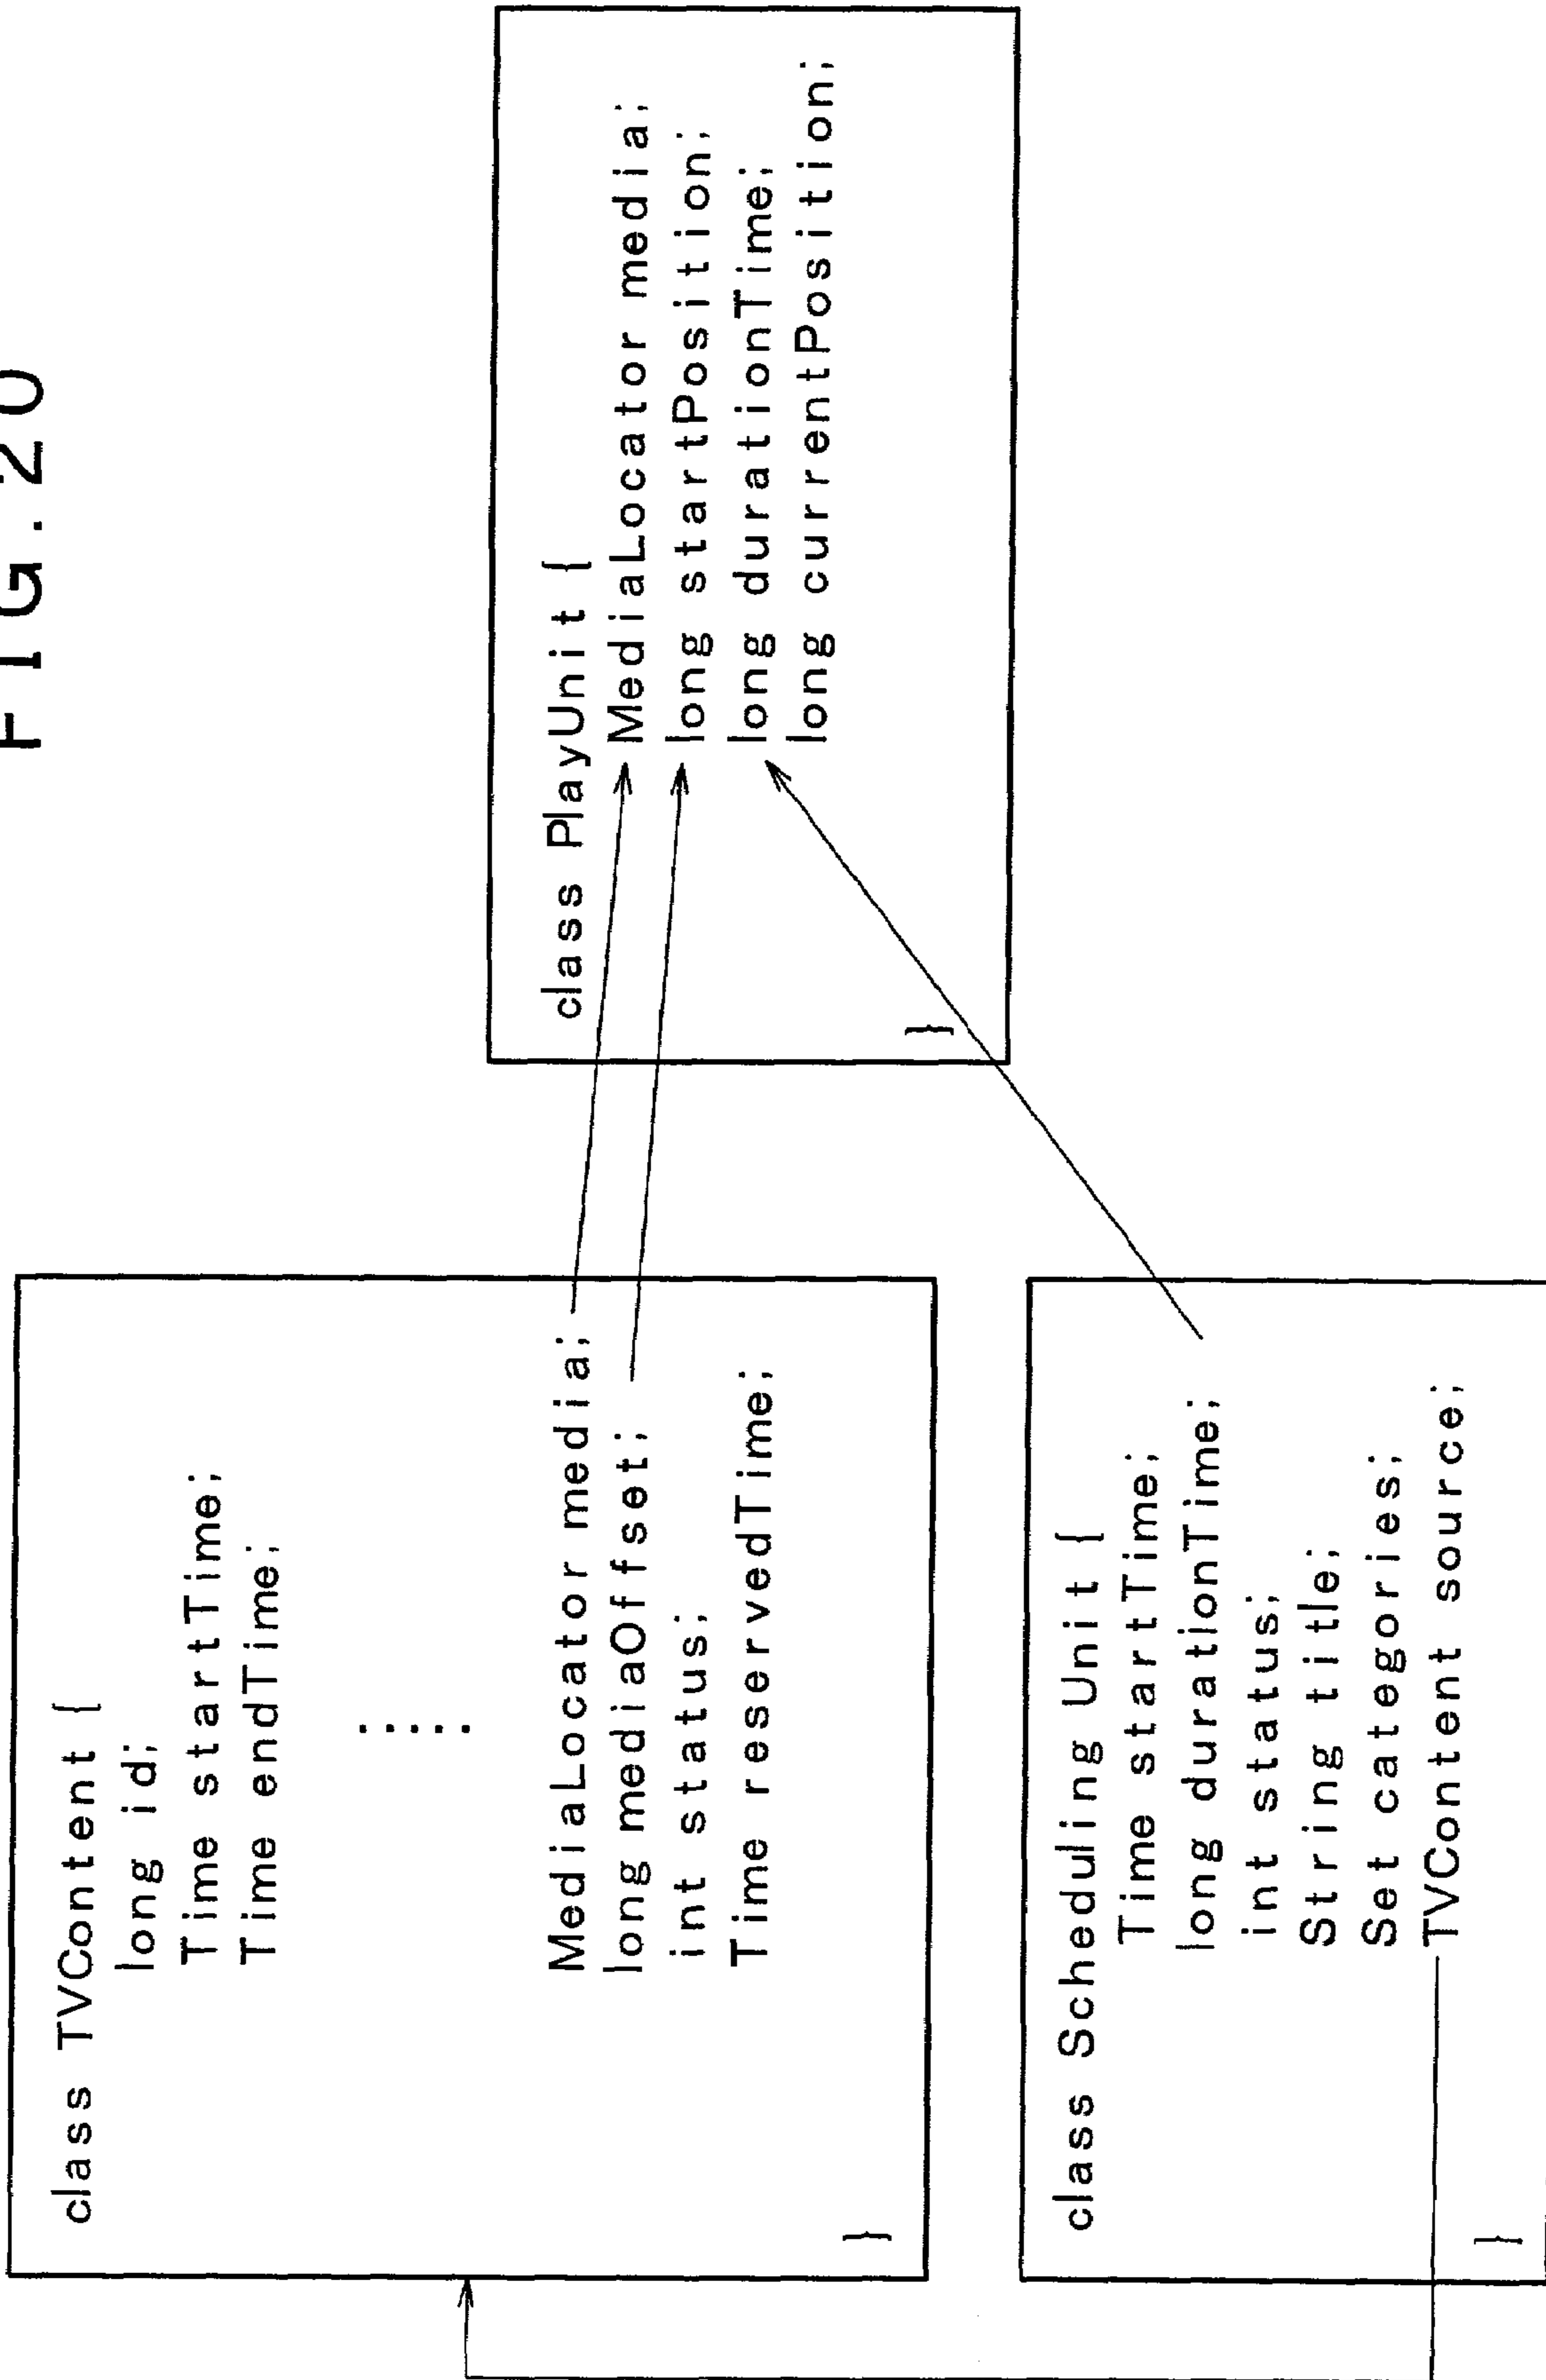 FIG.20
class TVContent {
long id;
Time startTime;
Time endTime;
.....
MediaLocator media;
long mediaOffset;
int status;
Time reservedTime;
}
class Scheduling Unit {
Time startTime;
long durationTime;
int status;
String title;
Set categories;
TVContent source;
}
class PlayUnit {
MediaLocator media;
long startPosition;
long durationTime;
long currentPosition;
}